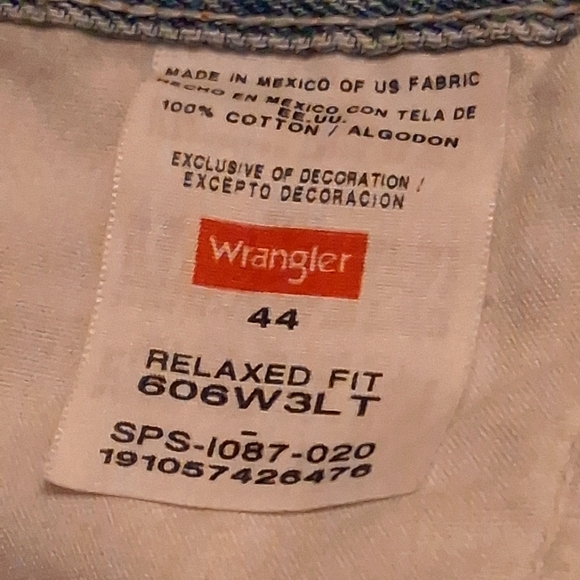 MADE IN MEXICO OF US FABRIC
HECHO EN MEXICO CON TELA DE
EE.UU.
100% COTTON / ALGODON
EXCLUSIVE OF DECORATION /
EXCEPTO DECORACION
Wrangler
44
RELAXED FIT
606W3LT
-
SPS-1087-020
191057426476